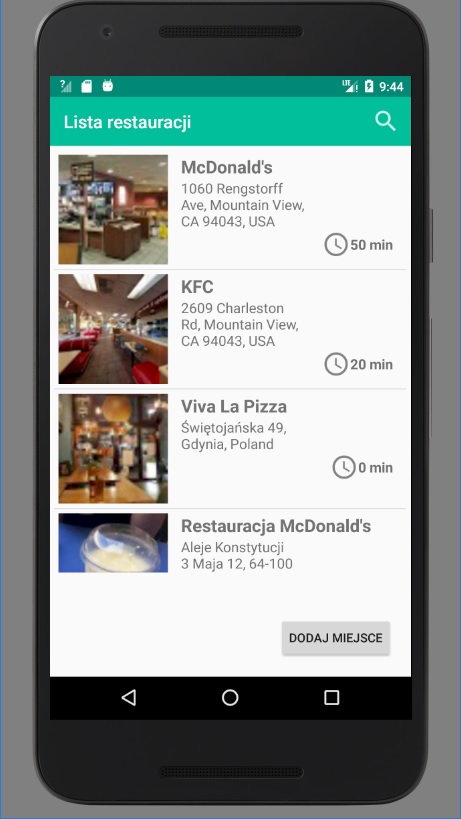 LTE 9:44
Lista restauracji
McDonald's
1060 Rengstorff
Ave, Mountain View,
CA 94043, USA
50 min
KFC
2609 Charleston
Rd, Mountain View,
CA 94043, USA
20 min
Viva La Pizza
Świętojańska 49,
Gdynia, Poland
0 min
Restauracja McDonald's
Aleje Konstytucji
3 Maja 12, 64-100
DODAJ MIEJSCE